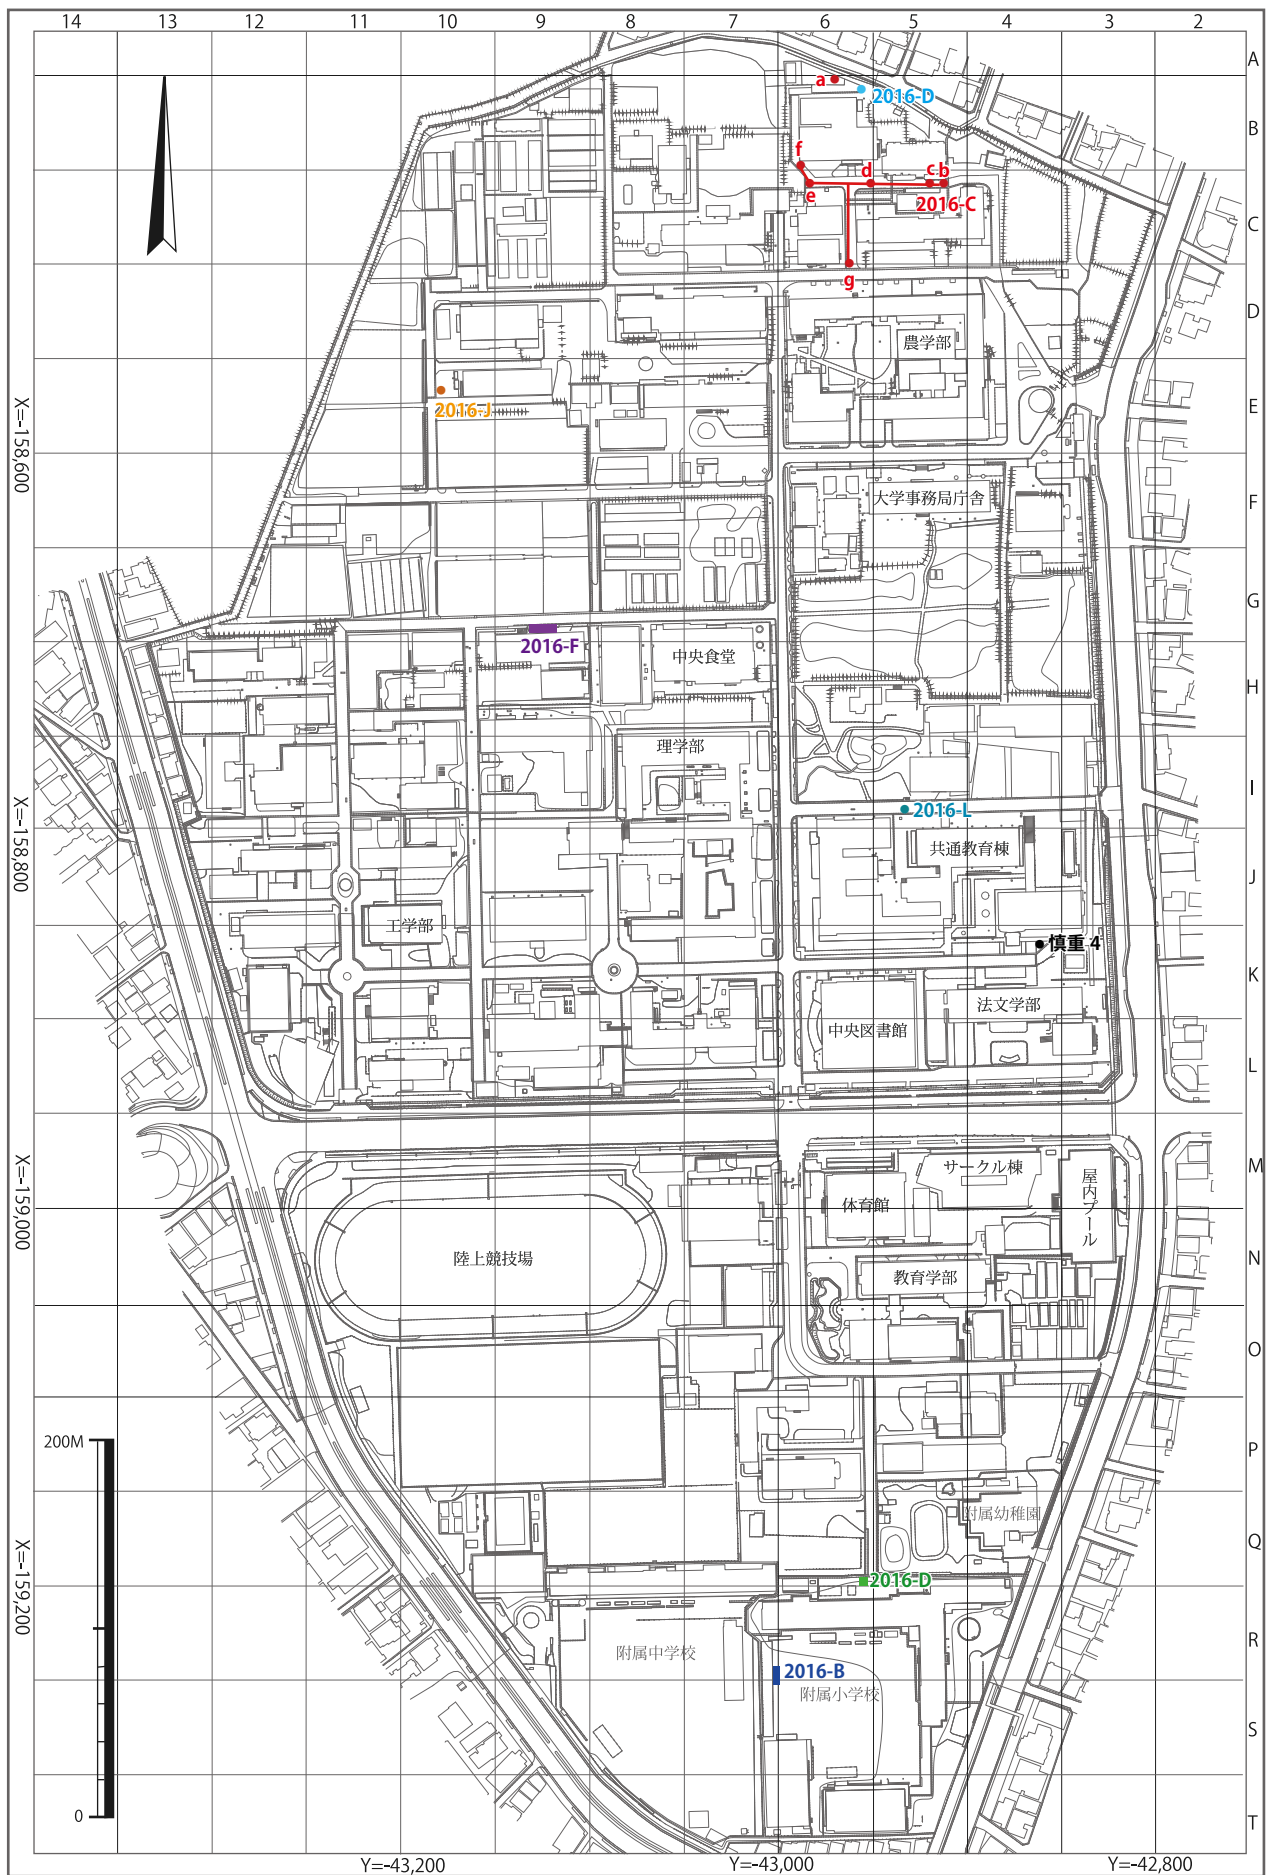 14 13 12 11 10 9 8 7 6 5 4 3 2
A
a
2016-D
B
f
d
c b
e
2016-C
C
g
D
農学部
2016-J
E
X=-158,600
大学事務局庁舎
F
G
2016-F
中央食堂
H
理学部
I
2016-L
X=-158,800
共通教育棟
J
工学部
慎重 4
K
法文学部
中央図書館
L
M
サークル棟
体育館
屋内プール
X=-159,000
陸上競技場
N
教育学部
O
200M
P
附属幼稚園
Q
X=-159,200
2016-D
R
附属中学校
2016-B
附属小学校
S
0
T
Y=-43,200 Y=-43,000 Y=-42,800